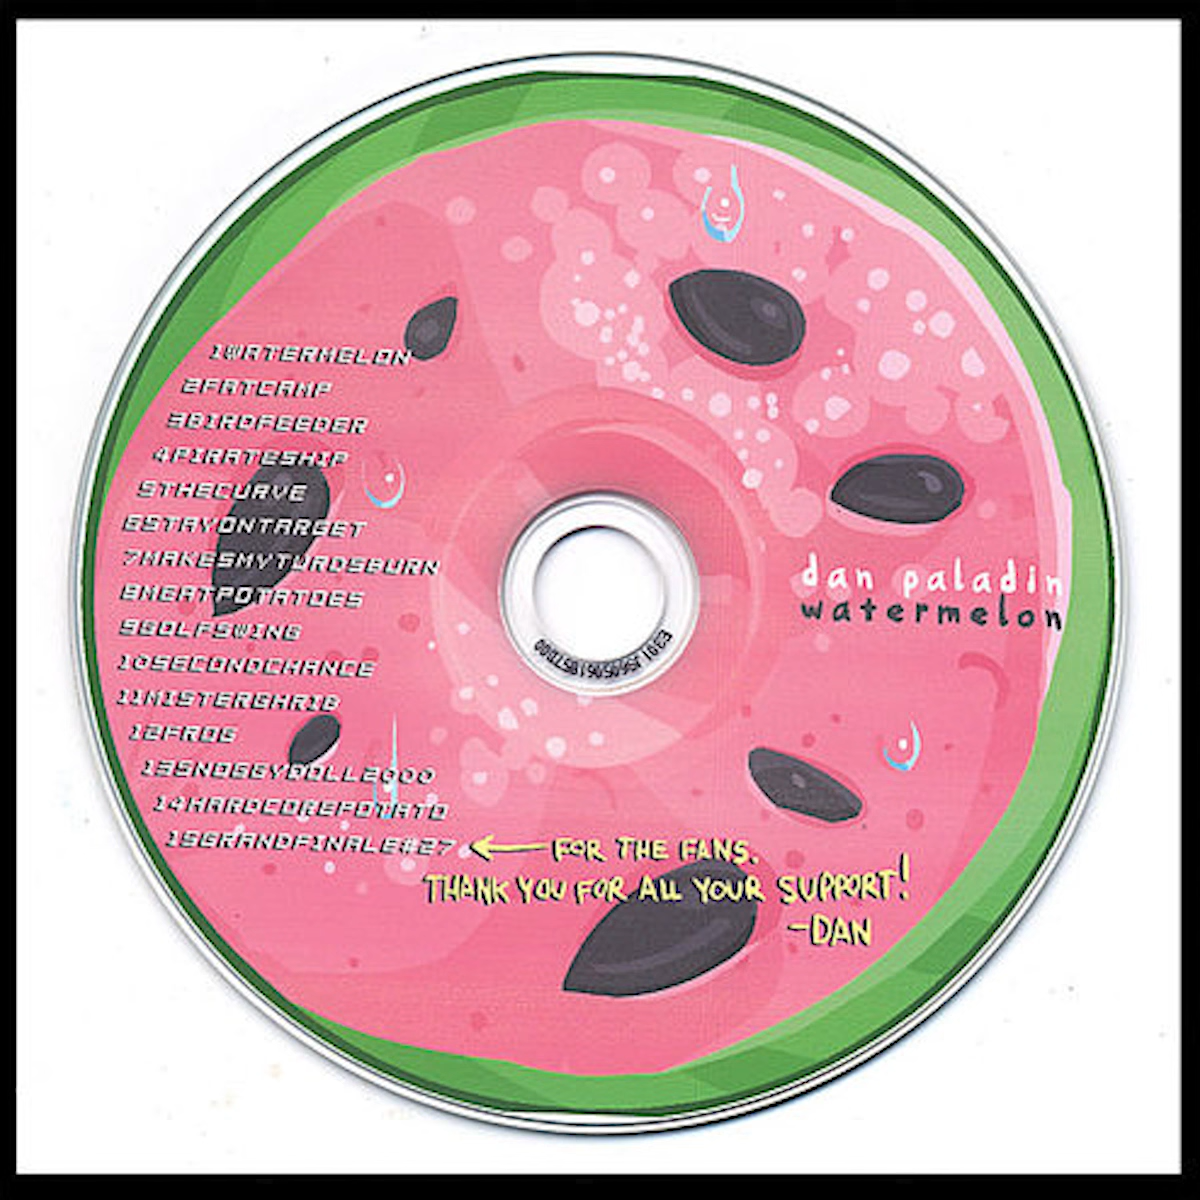 1WATERMELON
2FATCAMP
3BIRDFEEDER
4PIRATESHIP
5THECURVE
6STAYONTARGET
7MAKESMYTURDSBURN
8MEATPOTATOES
9GOLFSWING
10SECONDCHANCE
11MISTERGHRIB
12FROG
13SNOGGYDOLL2000
14HARDCOREPOTATO
15GRANDFINALE#27
FOR THE FANS.
THANK YOU FOR ALL YOUR SUPPORT!
-DAN
dan paladin
watermelon